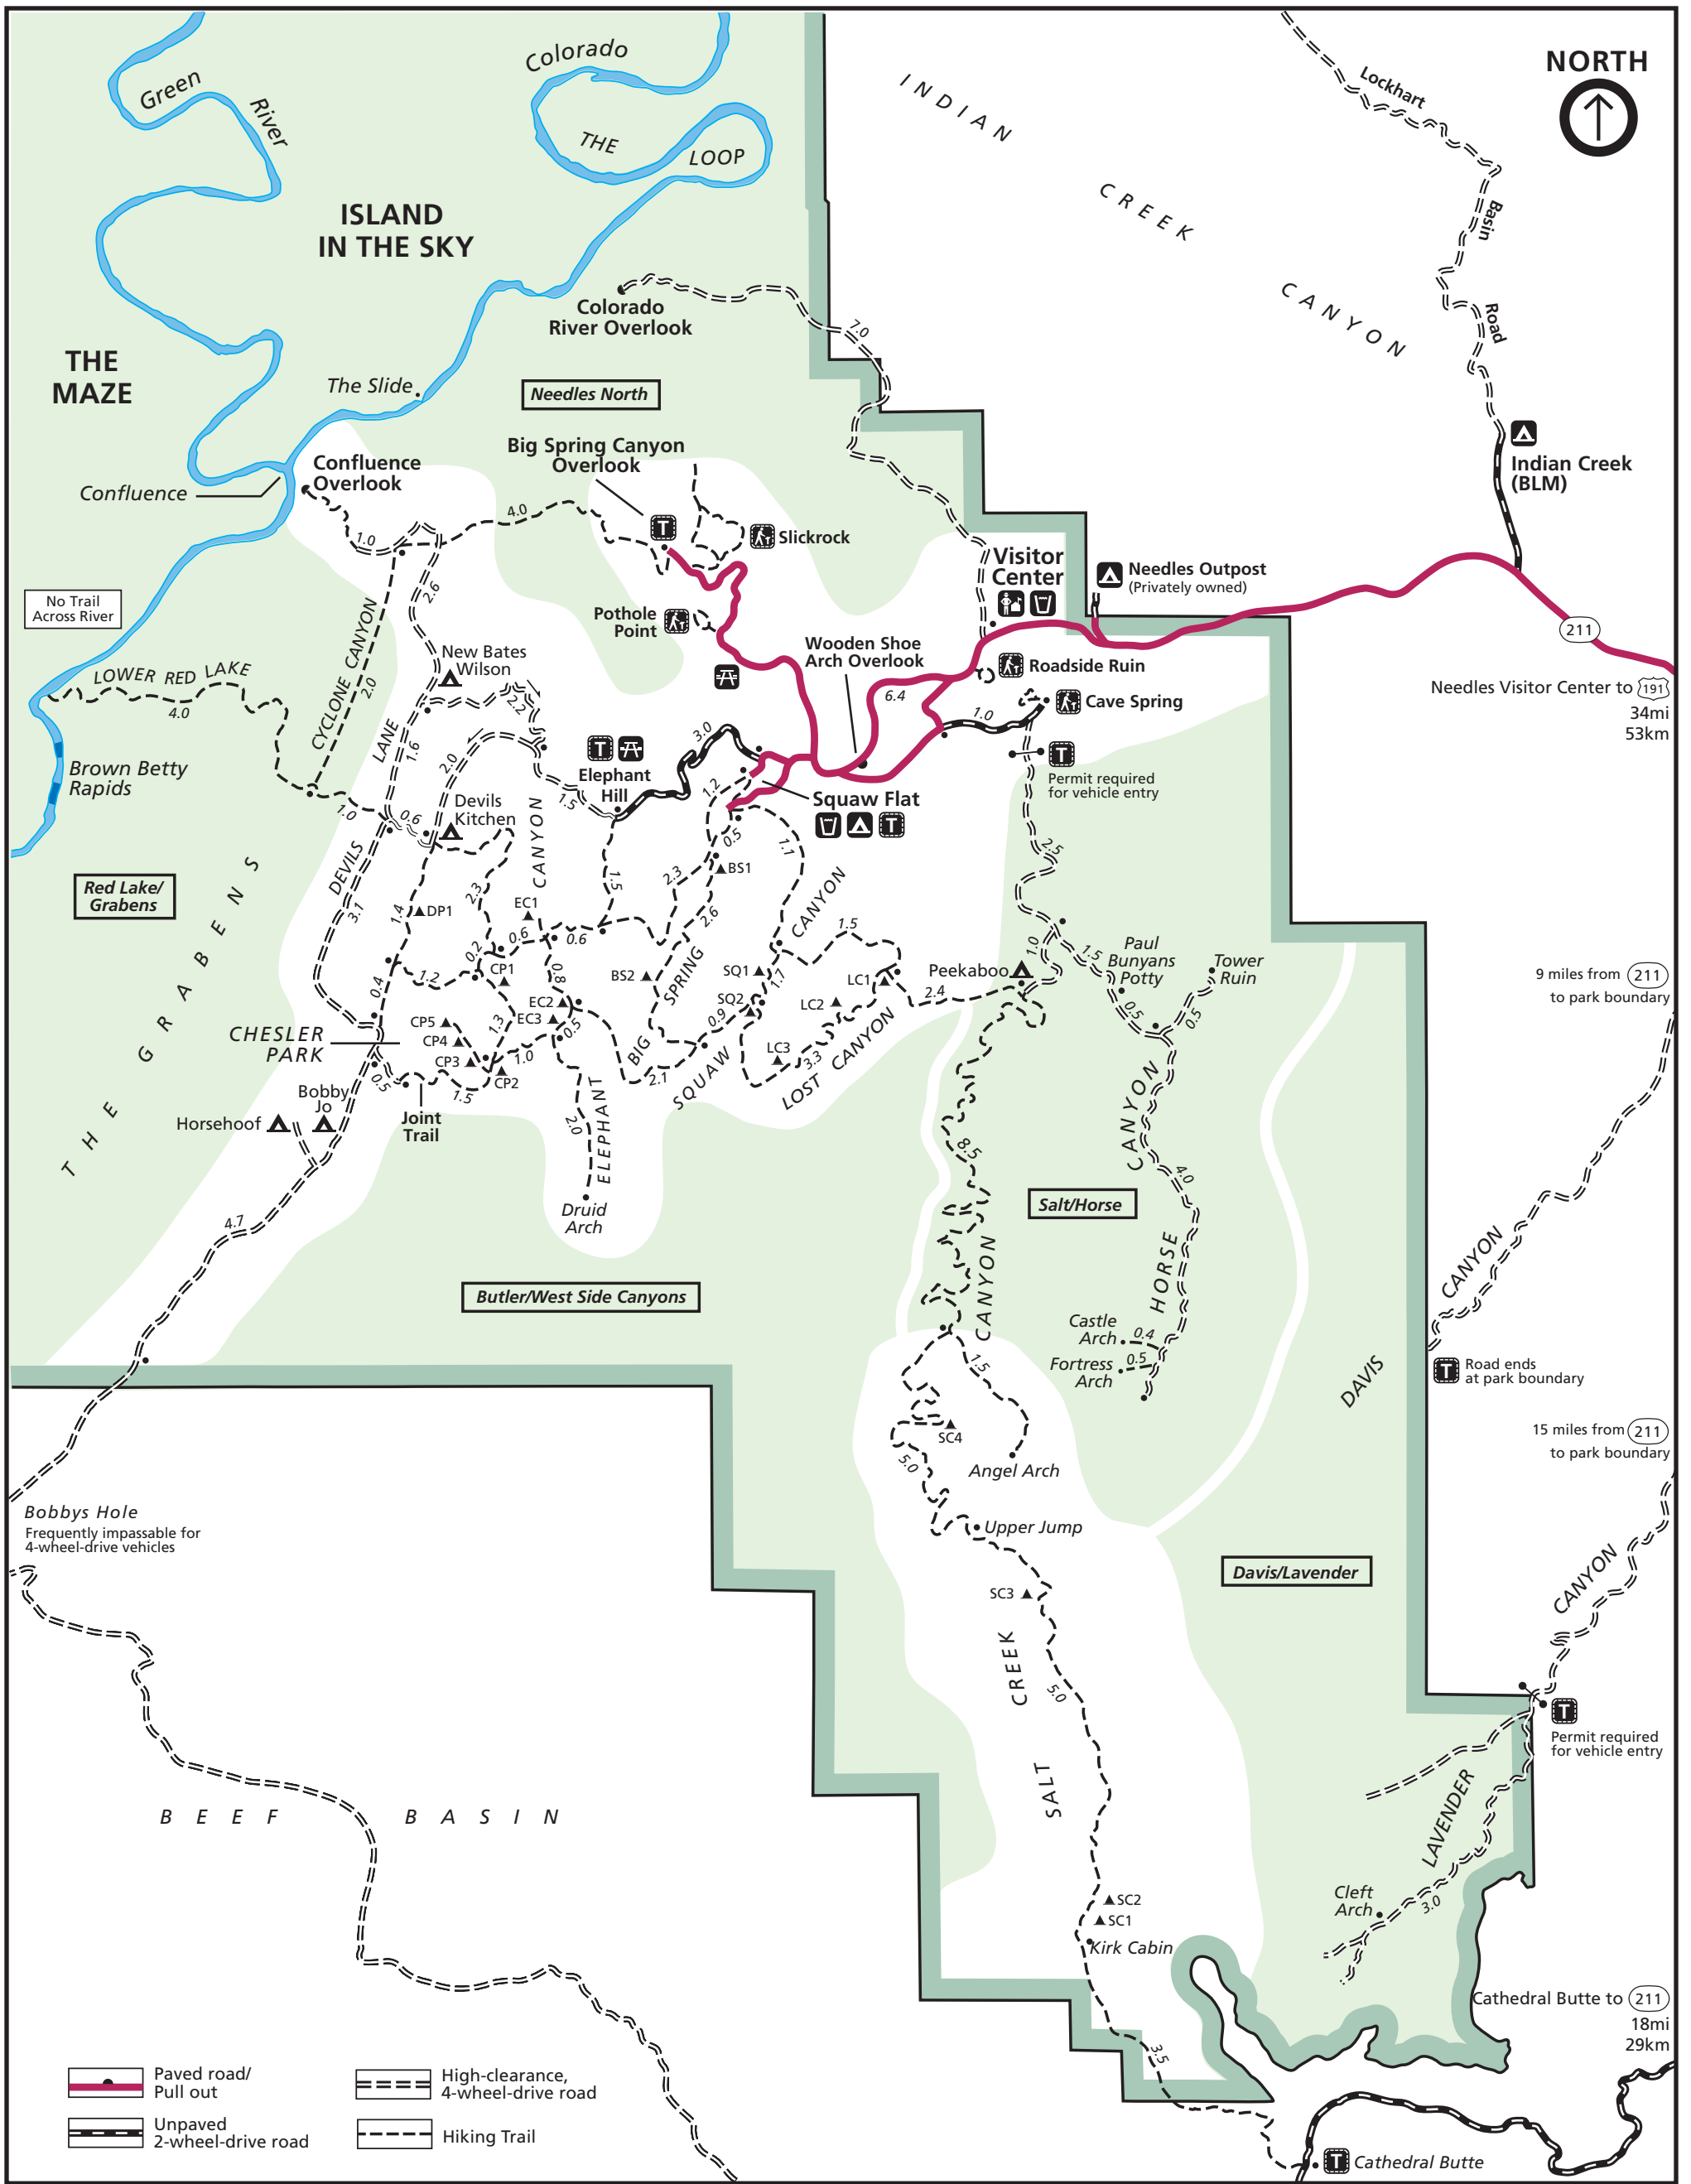 NORTH
Green
River
Colorado
THE
LOOP
INDIAN
CREEK
CANYON
Lockhart
Basin
Road
ISLAND
IN THE SKY
THE
MAZE
Colorado
River Overlook
7.0
The Slide
Needles North
Big Spring Canyon
Overlook
Confluence
Overlook
Confluence
4.0
1.0
T
Slickrock
Indian Creek
(BLM)
Visitor
Center
Needles Outpost
(Privately owned)
No Trail
Across River
2.6
Pothole
Point
Wooden Shoe
Arch Overlook
Roadside Ruin
211
Needles Visitor Center to 191
34mi
53km
LOWER RED LAKE
4.0
CYCLONE CANYON
2.0
New Bates
Wilson
2.2
6.4
Cave Spring
1.0
LANE
1.6
2.0
3.0
T
Elephant
Hill
T
Permit required
for vehicle entry
Brown Betty
Rapids
1.0
0.6
Devils
Kitchen
1.5
1.2
Squaw Flat
T
0.5
1.1
CANYON
DEVILS
3.1
Red Lake/
Grabens
THE GRABENS
1.4
DP1
2.3
EC1
1.5
2.3
BS1
2.6
CANYON
1.5
2.5
0.2
0.6
0.6
1.2
CP1
0.8
BS2
SPRING
SQ1
1.7
LC1
Peekaboo
1.0
1.5
Paul
Bunyans
Potty
Tower
Ruin
9 miles from 211
to park boundary
0.4
EC2
EC3
0.5
SQ2
0.9
LC2
2.4
0.5
0.5
CHESLER
PARK
CP5
CP4
CP3
1.3
CP2
1.0
BIG
2.1
SQUAW
LC3
3.3
LOST CANYON
0.5
1.5
Joint
Trail
Bobby
Jo
Horsehoof
2.0
ELEPHANT
Druid
Arch
CANYON
4.0
8.5
Salt/Horse
4.7
CANYON
HORSE
CANYON
Butler/West Side Canyons
Castle
Arch
0.4
Fortress
Arch
0.5
1.5
DAVIS
T
Road ends
at park boundary
15 miles from 211
to park boundary
SC4
5.0
Angel Arch
Bobbys Hole
Frequently impassable for
4-wheel-drive vehicles
Upper Jump
Davis/Lavender
CANYON
SC3
CREEK
5.0
SALT
T
Permit required
for vehicle entry
LAVENDER
BEEF BASIN
Cleft
Arch
3.0
SC2
SC1
Kirk Cabin
Cathedral Butte to 211
18mi
29km
3.5
T
Cathedral Butte
Paved road/
Pull out
High-clearance,
4-wheel-drive road
Unpaved
2-wheel-drive road
Hiking Trail